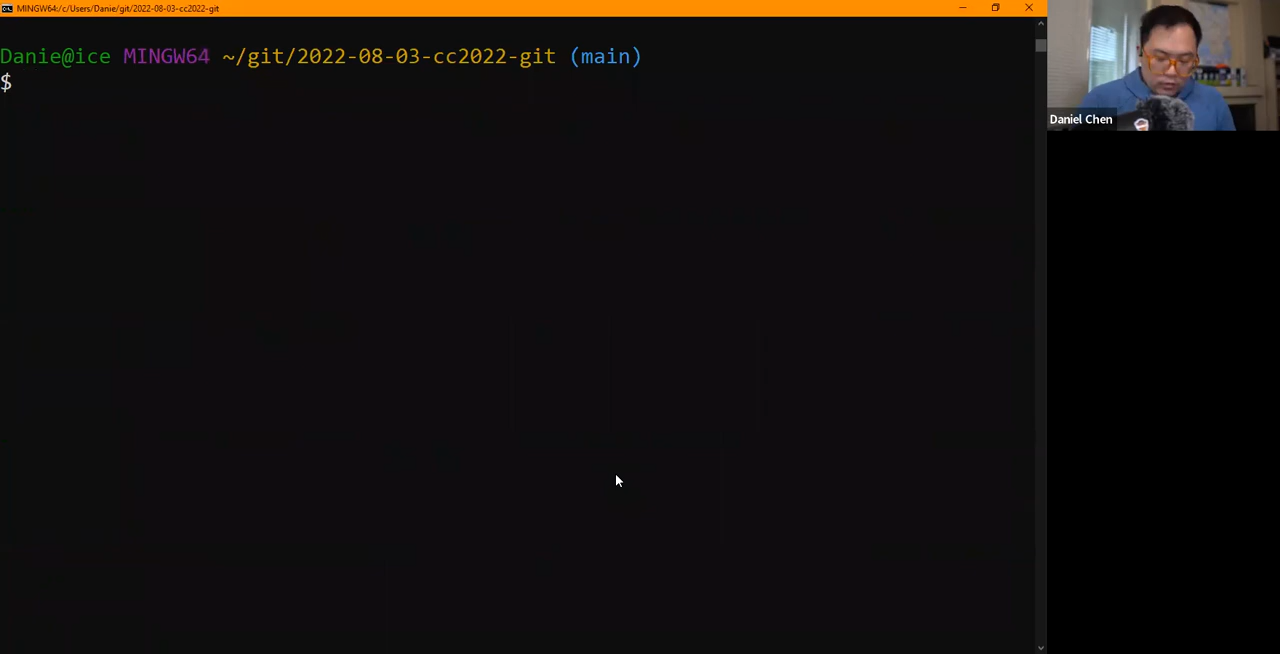 MINGW64:/c/Users/Danie/git/2022-08-03-cc2022-git
Danie@ice MINGW64 ~/git/2022-08-03-cc2022-git (main)
$
Daniel Chen